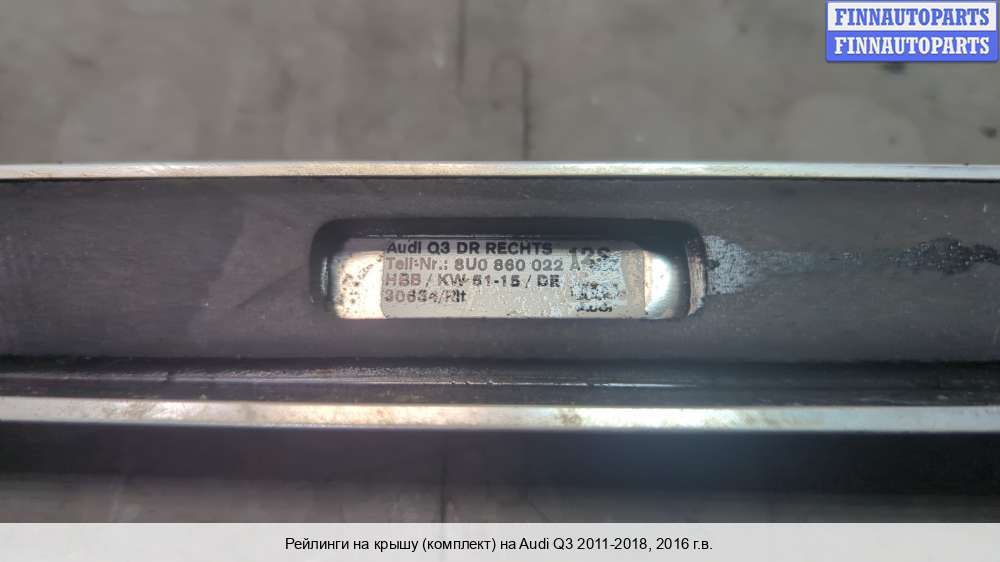 FINNAUTOPARTS
FINNAUTOPARTS
Audi Q3 DR RECHTS
Teil-Nr.: 8U0 860 022 A
HBB / KW 51-15 / DE
Рейлинги на крышу (комплект) на Audi Q3 2011-2018, 2016 г.в.